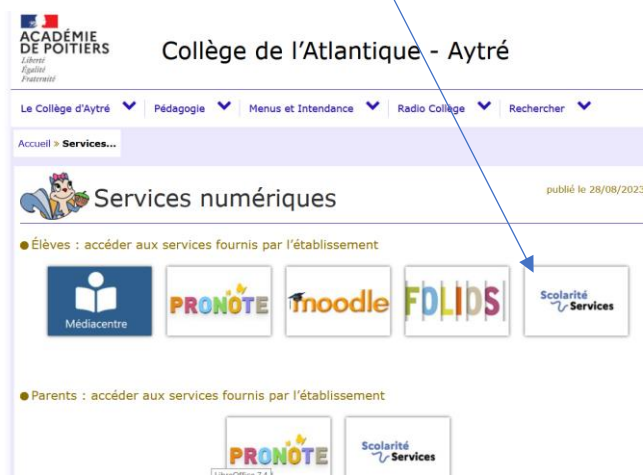 ACADÉMIE
DE POITIERS
Liberté
Égalité
Fraternité
Collège de l'Atlantique - Aytré
Le Collège d'Aytré Pédagogie Menus et Intendance Radio Collège Rechercher
Accueil > Services...
Services numériques
publié le 28/08/2023
Élèves : accéder aux services fournis par l'établissement
Médiacentre
PRONOTE
moodle
FOLIOS
Scolarité
Services
Parents : accéder aux services fournis par l'établissement
PRONOTE
Scolarité
Services